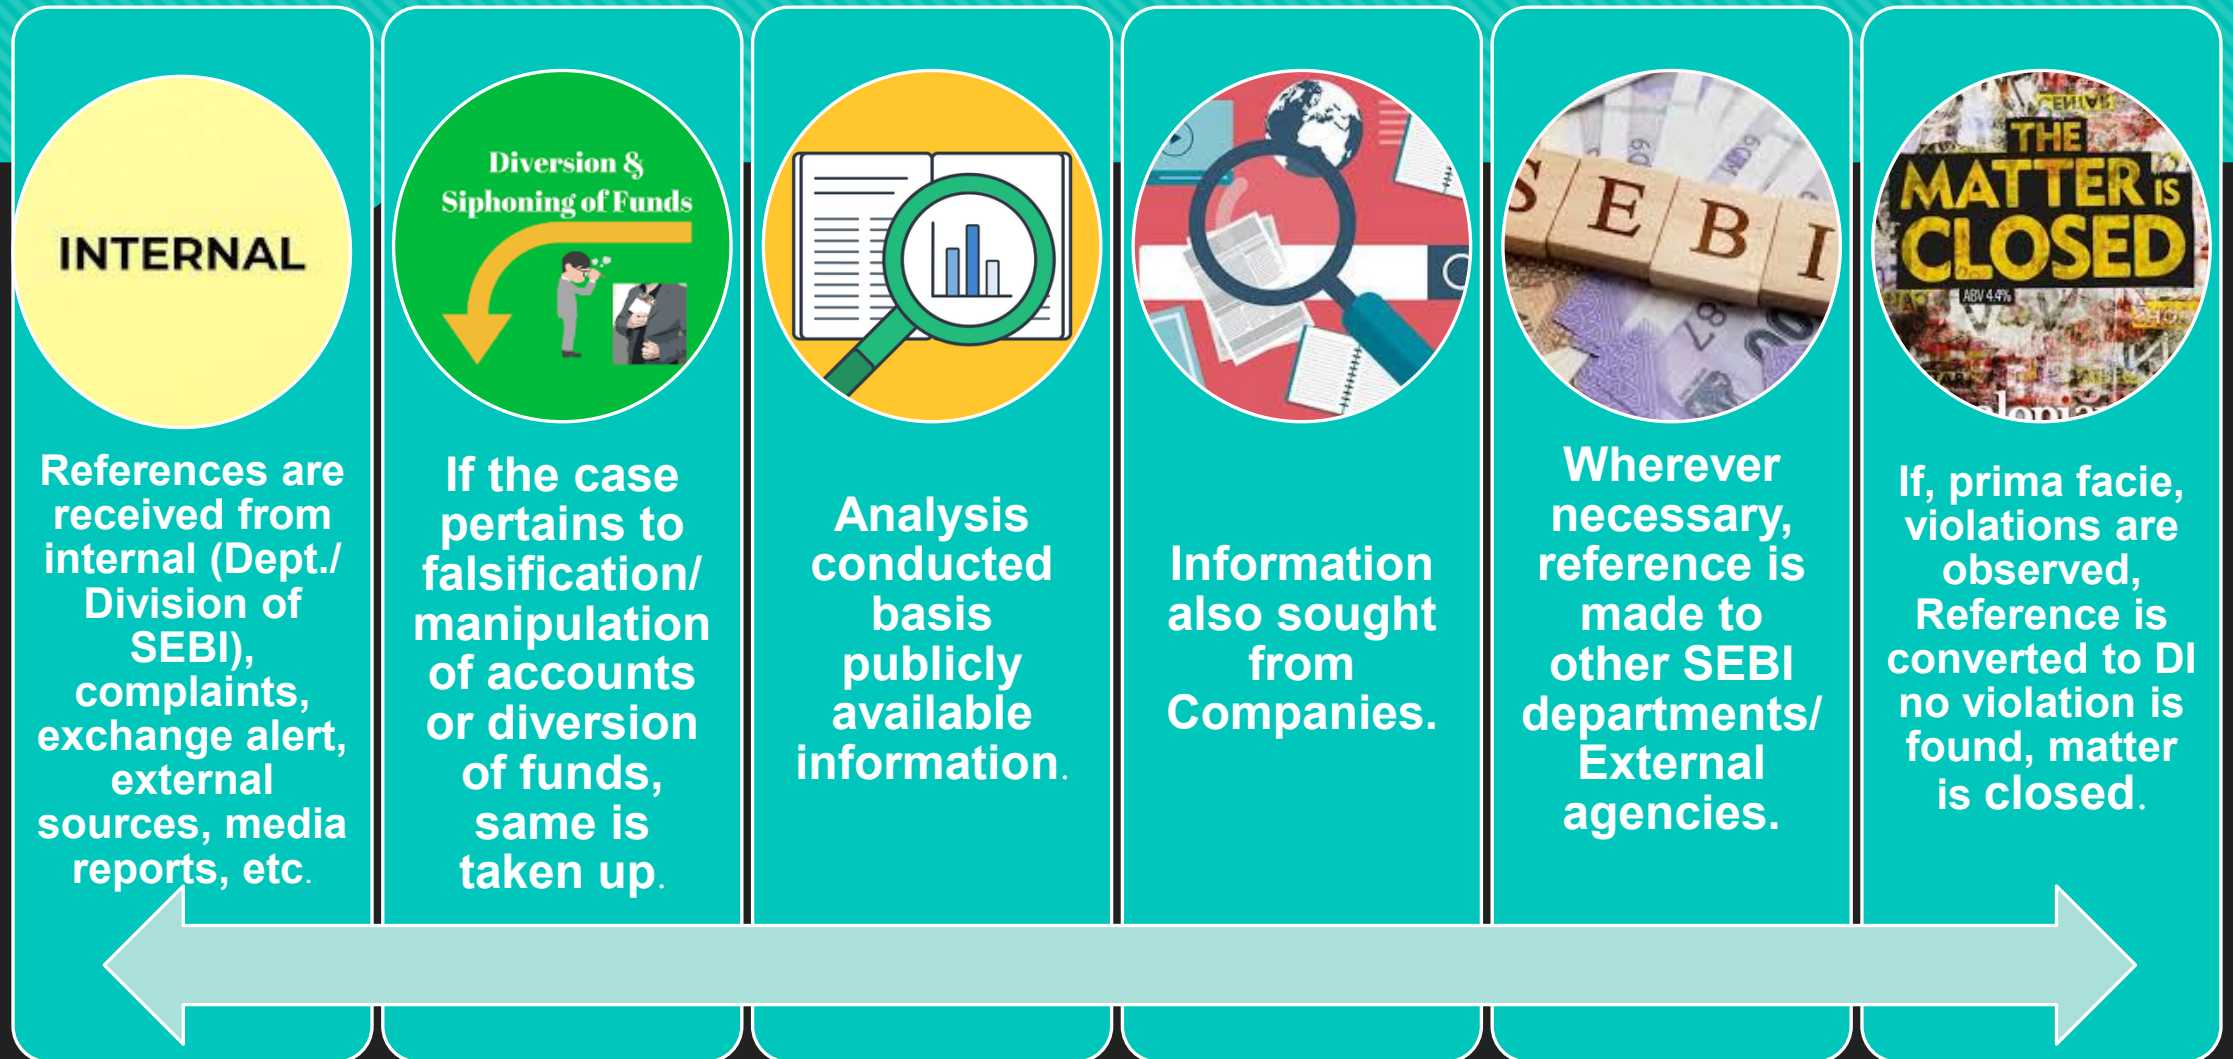 INTERNAL
References are
received from
internal (Dept./
Division of
SEBI),
complaints,
exchange alert,
external
sources, media
reports, etc.
Diversion &
Siphoning of Funds
If the case
pertains to
falsification/
manipulation
of accounts
or diversion
of funds,
same is
taken up.
Analysis
conducted
basis
publicly
available
information.
Information
also sought
from
Companies.
SEBI
Wherever
necessary,
reference is
made to
other SEBI
departments/
External
agencies.
THE
MATTER IS
CLOSED
ABV 4.4%
If, prima facie,
violations are
observed,
Reference is
converted to DI
no violation is
found, matter
is closed.